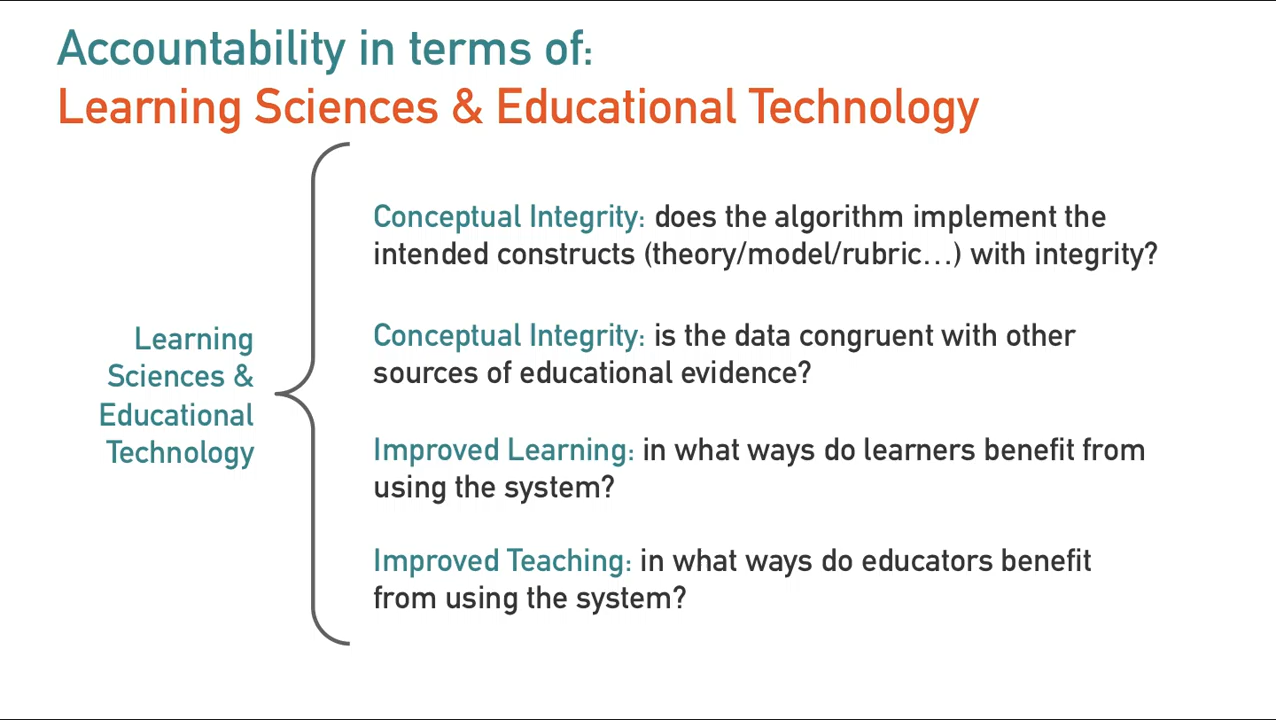 Accountability in terms of:
Learning Sciences & Educational Technology
Learning
Sciences &
Educational
Technology
Conceptual Integrity: does the algorithm implement the
intended constructs (theory/model/rubric...) with integrity?
Conceptual Integrity: is the data congruent with other
sources of educational evidence?
Improved Learning: in what ways do learners benefit from
using the system?
Improved Teaching: in what ways do educators benefit
from using the system?